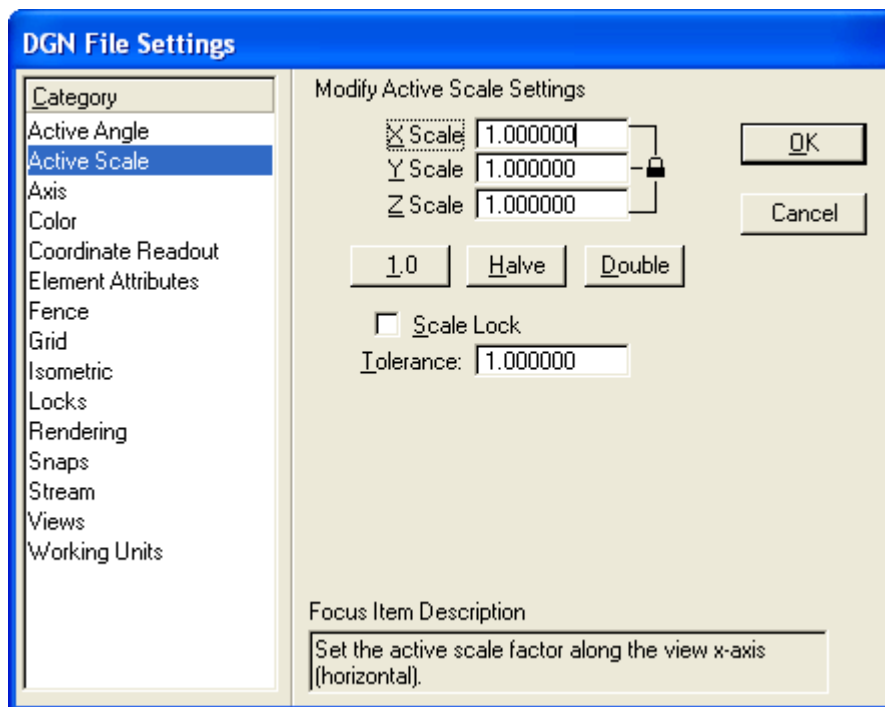 DGN File Settings
Category
Active Angle
Active Scale
Axis
Color
Coordinate Readout
Element Attributes
Fence
Grid
Isometric
Locks
Rendering
Snaps
Stream
Views
Working Units
Modify Active Scale Settings
X Scale 1.000000
Y Scale 1.000000
Z Scale 1.000000
OK
Cancel
1.0 Halve Double
Scale Lock
Tolerance: 1.000000
Focus Item Description
Set the active scale factor along the view x-axis
(horizontal).